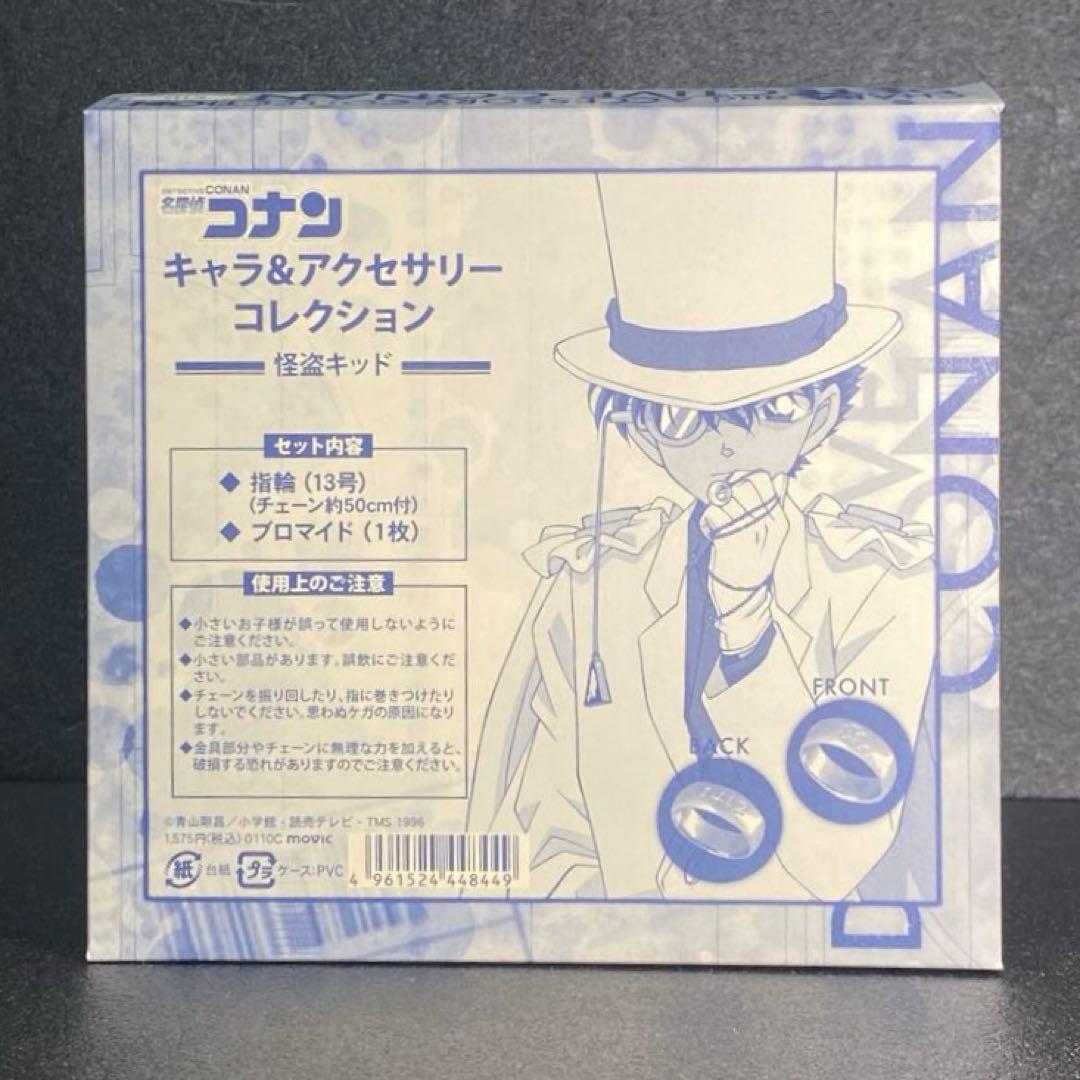 DETECTIVE CONAN
名探偵コナン
キャラ&アクセサリー
コレクション
怪盗キッド
セット内容
◆ 指輪(13号)
(チェーン約50cm付)
◆ ブロマイド(1枚)
使用上のご注意
◆小さいお子様が誤って使用しないように
ご注意ください。
◆小さい部品があります。誤飲にご注意くだ
さい。
◆チェーンを振り回したり、指に巻きつけたり
しないでください。思わぬケガの原因になり
ます。
◆金具部分やチェーンに無理な力を加えると、
破損する恐れがありますのでご注意ください。
©青山剛昌/小学館・読売テレビ・TMS 1996
1,575円(税込) 0110C movic
紙 台紙 プラ ケース:PVC
4 961524 448449
FRONT
BACK
CONAN